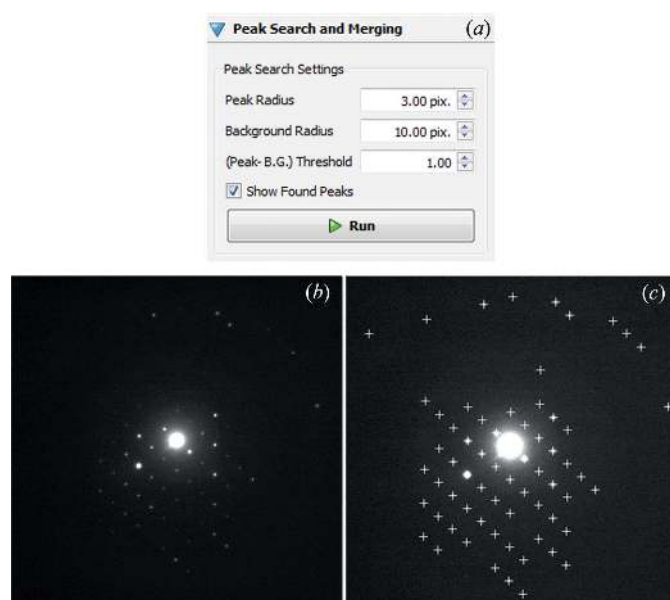 Peak Search and Merging (a)
Peak Search Settings
Peak Radius 3.00 pix.
Background Radius 10.00 pix.
(Peak- B.G.) Threshold 1.00
Show Found Peaks
Run
(b) (c)